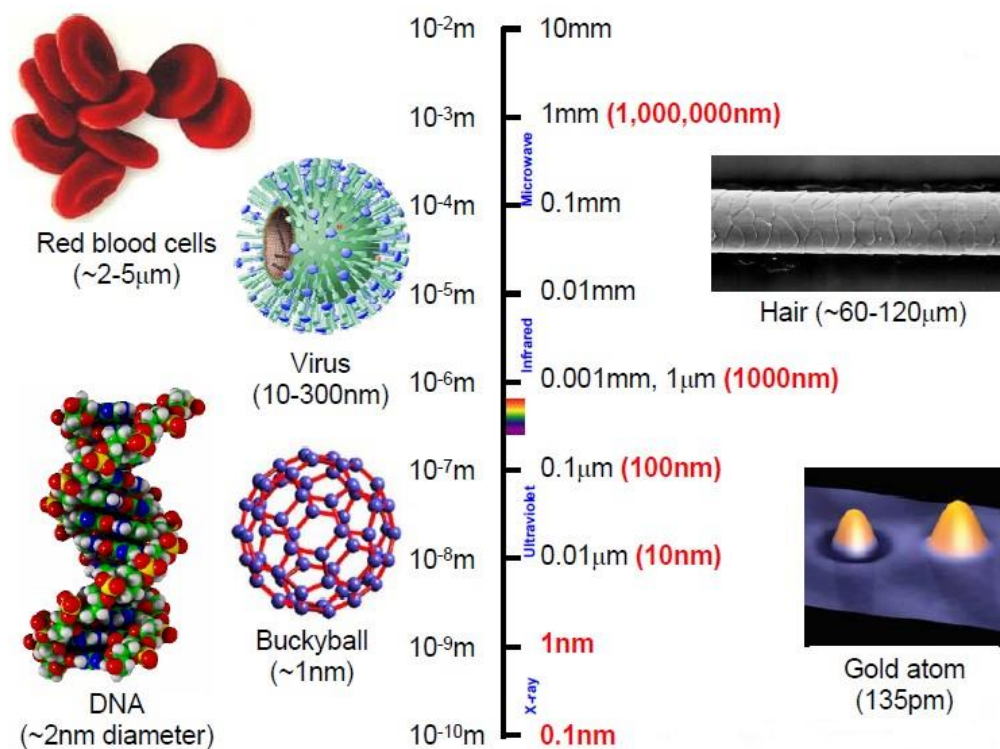 10⁻²m 10mm
10⁻³m 1mm (1,000,000nm)
Microwave
10⁻⁴m 0.1mm
Red blood cells
(~2-5μm)
10⁻⁵m 0.01mm
Hair (~60-120μm)
Infrared
Virus
(10-300nm)
10⁻⁶m 0.001mm, 1μm (1000nm)
10⁻⁷m 0.1μm (100nm)
Ultraviolet
10⁻⁸m 0.01μm (10nm)
Buckyball
(~1nm)
10⁻⁹m 1nm
Gold atom
(135pm)
X-ray
DNA
(~2nm diameter)
10⁻¹⁰m 0.1nm